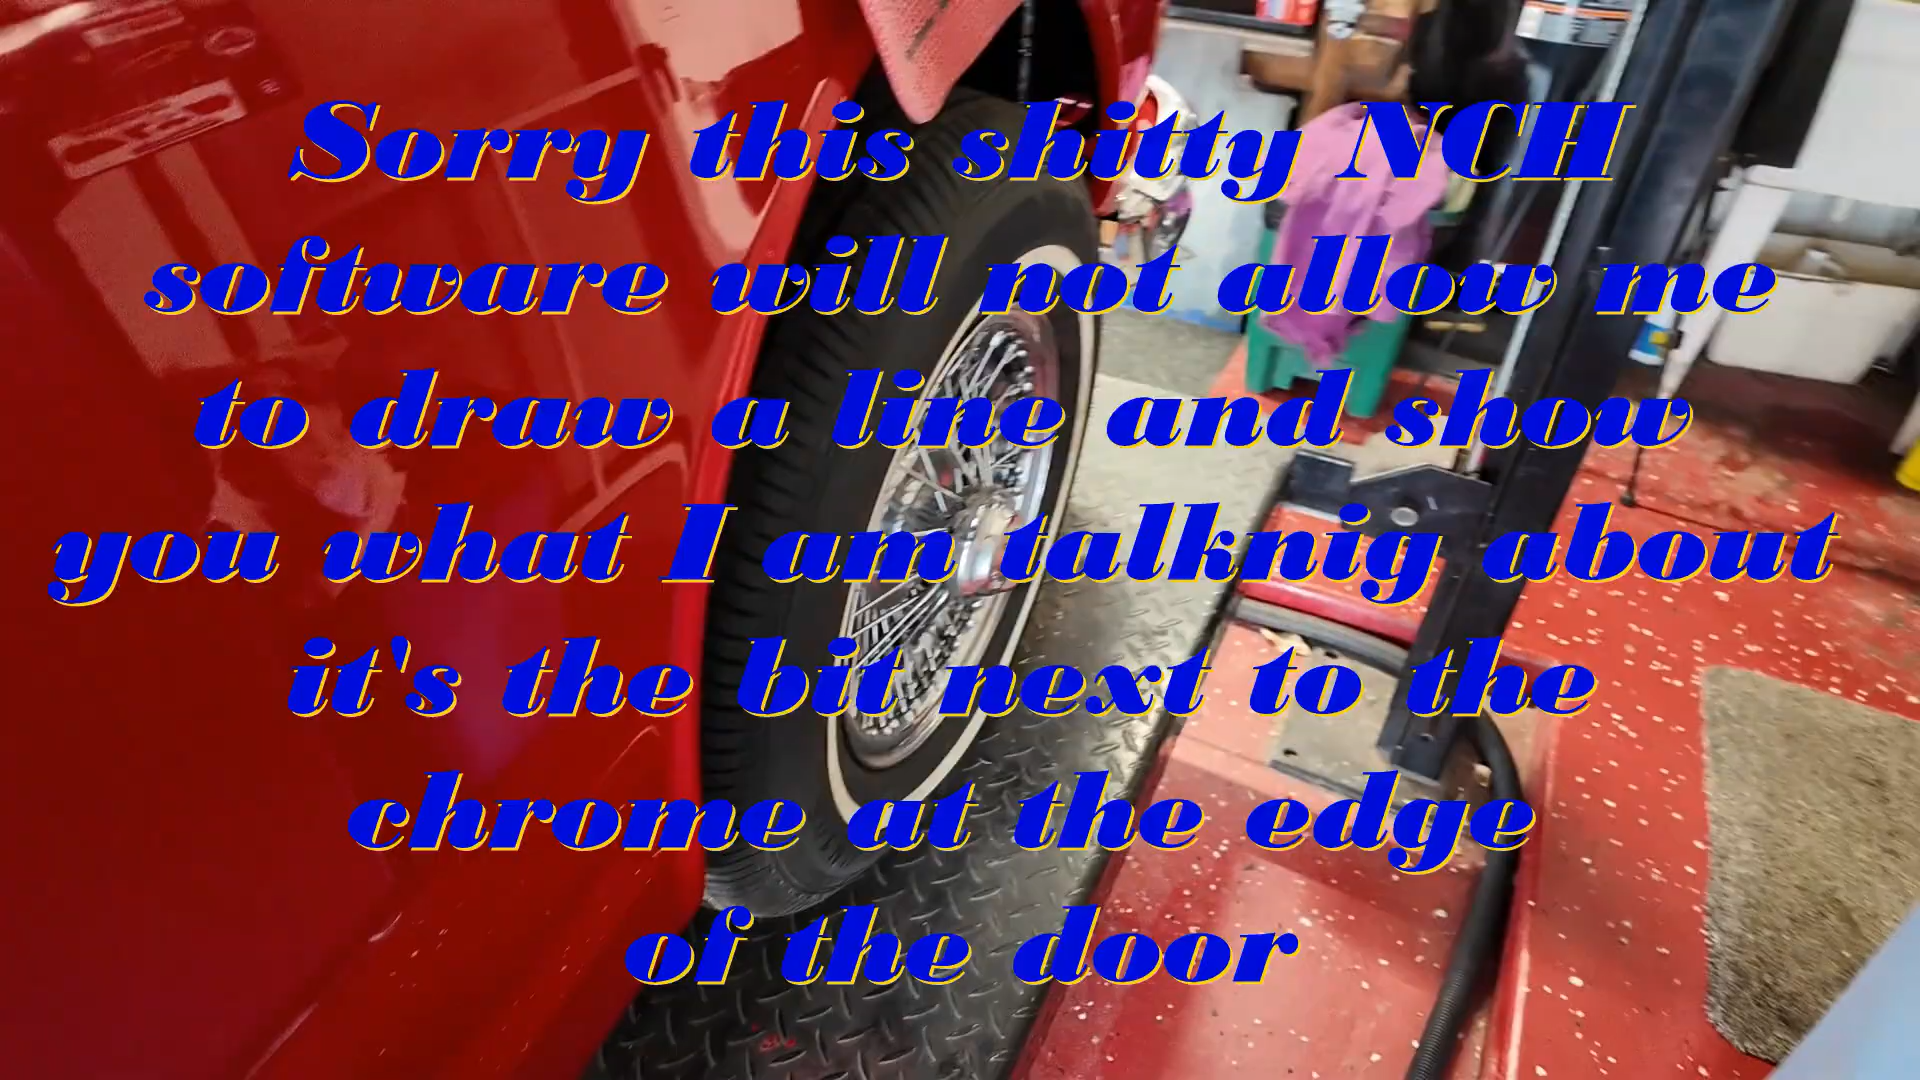 Sorry this shitty NCH
software will not allow me
to draw a line and show
you what I am talknig about
it's the bit next to the
chrome at the edge
of the door